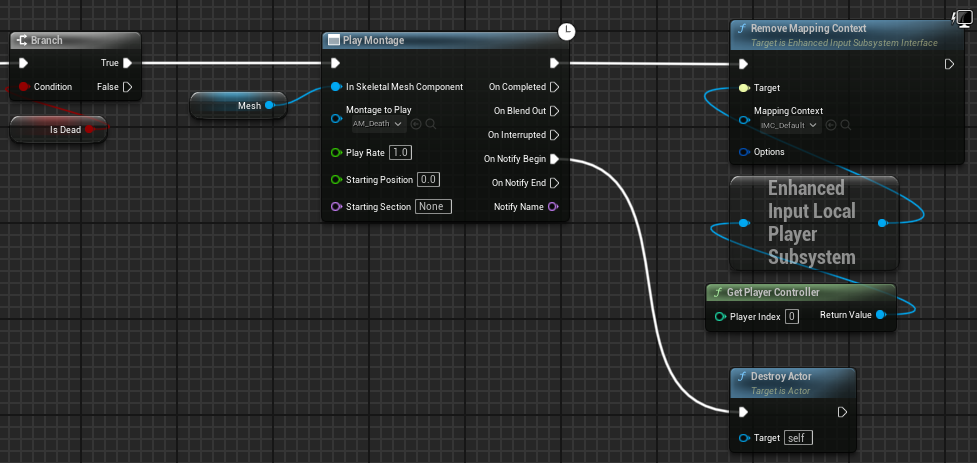 Branch
True
Condition
False
Is Dead
Mesh
Play Montage
In Skeletal Mesh Component
On Completed
Montage to Play
AM_Death
On Blend Out
On Interrupted
Play Rate
1.0
On Notify Begin
Starting Position
0.0
On Notify End
Starting Section
None
Notify Name
Remove Mapping Context
Target is Enhanced Input Subsystem Interface
Target
Mapping Context
IMC_Default
Options
Enhanced
Input Local
Player
Subsystem
Get Player Controller
Player Index
0
Return Value
Destroy Actor
Target is Actor
Target
self